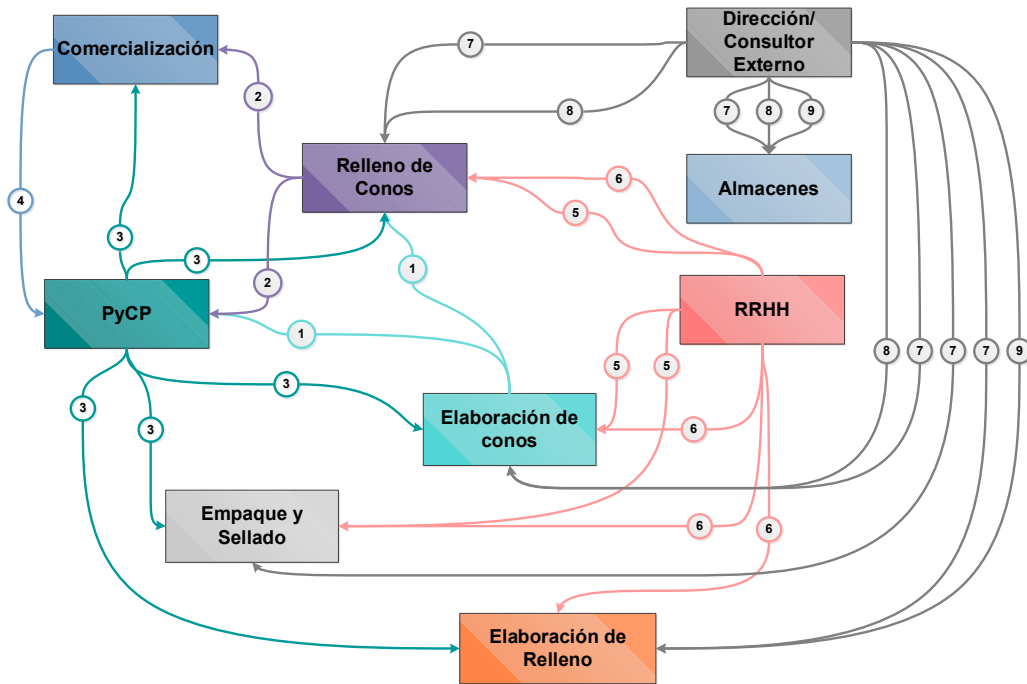 Dirección/
Consultor
Externo
Comercialización
7
2
8
7
8
9
Relleno de
Conos
Almacenes
6
4
5
3
3
1
2
PyCP
RRHH
1
8
7
7
7
9
5
5
3
3
Elaboración de
conos
3
6
Empaque y
Sellado
6
6
Elaboración de
Relleno